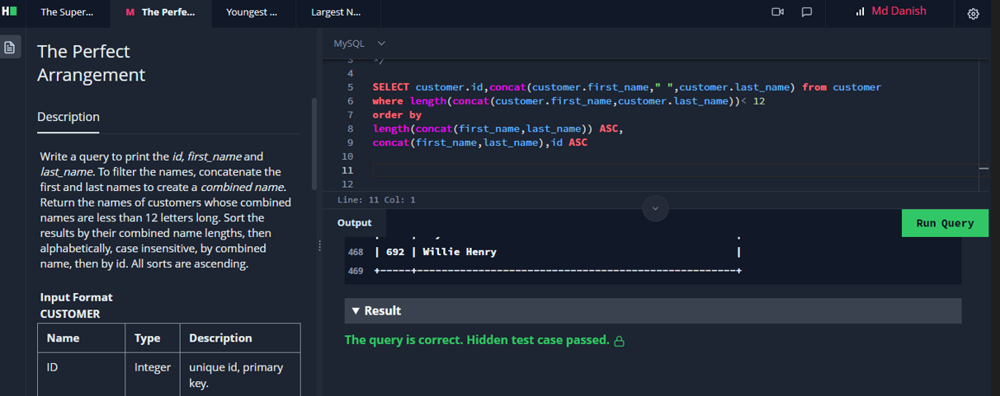 H
The Super...
M The Perfe...
Youngest ...
Largest N...
Md Danish
The Perfect
Arrangement
Description
Write a query to print the id, first_name and
last_name. To filter the names, concatenate the
first and last names to create a combined name.
Return the names of customers whose combined
names are less than 12 letters long. Sort the
results by their combined name lengths, then
alphabetically, case insensitive, by combined
name, then by id. All sorts are ascending.
Input Format
CUSTOMER
Name Type Description
ID Integer unique id, primary
key.
MySQL
3 */
4
5 SELECT customer.id,concat(customer.first_name," ",customer.last_name) from customer
6 where length(concat(customer.first_name,customer.last_name))< 12
7 order by
8 length(concat(first_name,last_name)) ASC,
9 concat(first_name,last_name),id ASC
10
11
12
Line: 11 Col: 1
Output
Run Query
468 | 692 | Willie Henry |
469 +-----+------------------------------------------------------+
▼ Result
The query is correct. Hidden test case passed.